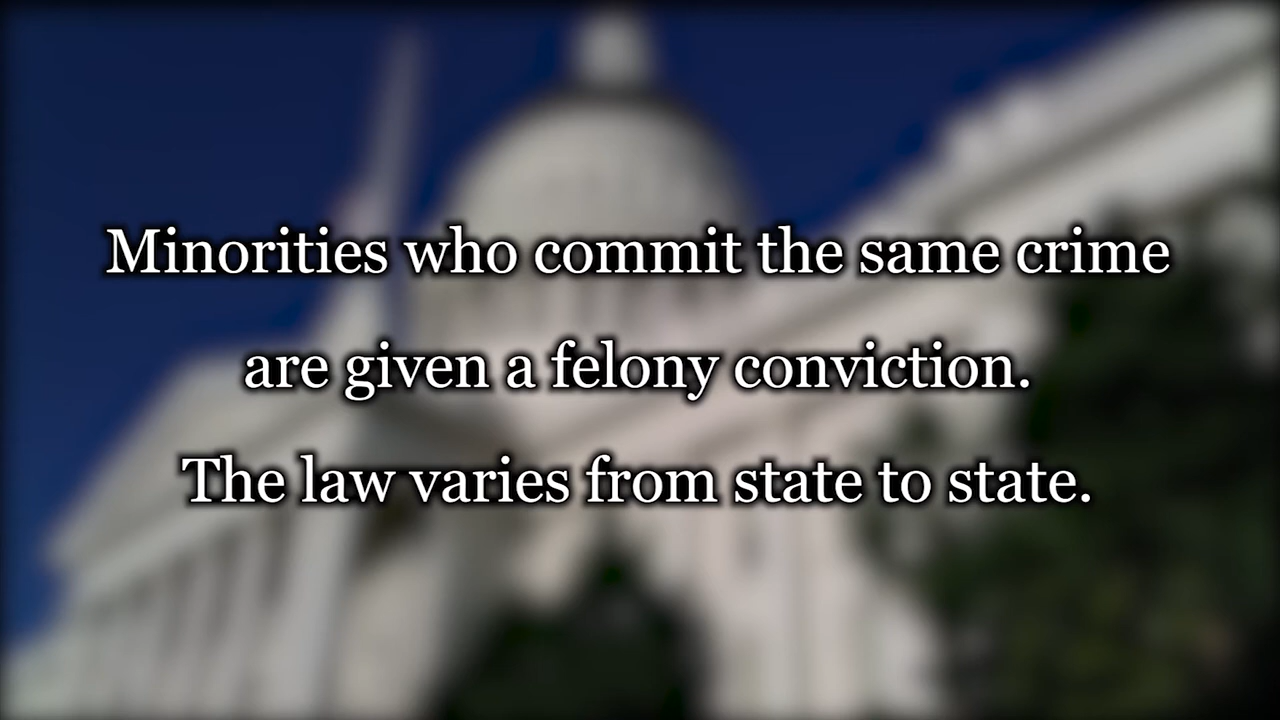 Minorities who commit the same crime
are given a felony conviction.
The law varies from state to state.